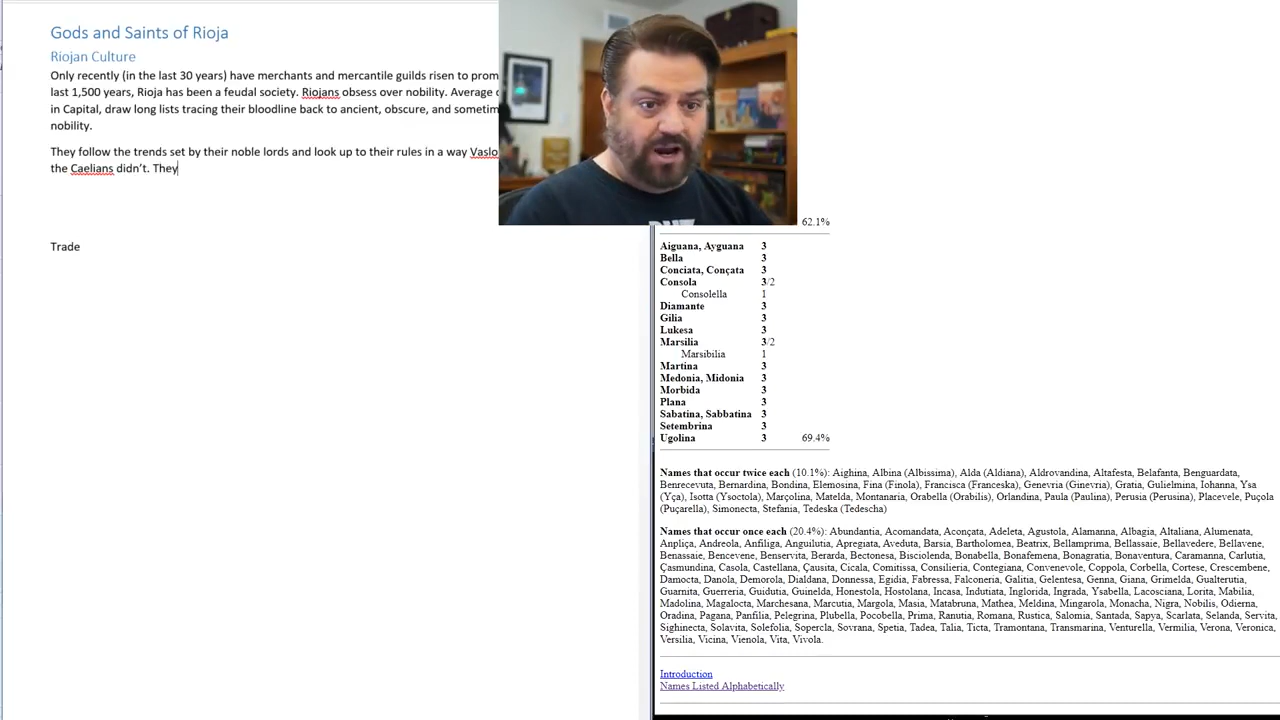 Gods and Saints of Rioja
Riojan Culture
Only recently (in the last 30 years) have merchants and mercantile guilds risen to prom
last 1,500 years, Rioja has been a feudal society. Riojans obsess over nobility. Average
in Capital, draw long lists tracing their bloodline back to ancient, obscure, and sometim
nobility.
They follow the trends set by their noble lords and look up to their rules in a way Vaslo
the Caelians didn't. They
Trade
62.1%
Aiguana, Ayguana 3
Bella 3
Conciata, Conçata 3
Consola 3/2
Consolella 1
Diamante 3
Gilia 3
Lukesa 3
Marsilia 3/2
Marsibilia 1
Martina 3
Medonia, Midonia 3
Morbida 3
Plana 3
Sabatina, Sabbatina 3
Setembrina 3
Ugolina 3 69.4%
Names that occur twice each (10.1%): Aighina, Albina (Albissima), Alda (Aldiana), Aldrovandina, Altafesta, Belafanta, Benguardata,
Benrecevuta, Bernardina, Bondina, Elemosina, Fina (Finola), Francisca (Franceska), Genevria (Ginevria), Gratia, Gulielmina, Iohanna, Ysa
(Yça), Isotta (Ysoctola), Marçolina, Matelda, Montanaria, Orabella (Orabilis), Orlandina, Paula (Paulina), Perusia (Perusina), Placevele, Puçola
(Puçarella), Simonecta, Stefania, Tedeska (Tedescha)
Names that occur once each (20.4%): Abundantia, Acomandata, Aconçata, Adeleta, Agustola, Alamanna, Albagia, Altaliana, Alumenata,
Anpliça, Andreola, Anfiliga, Anguilutia, Apregiata, Aveduta, Barsia, Bartholomea, Beatrix, Bellamprima, Bellassaie, Bellavedere, Bellavene,
Benassaie, Bencevene, Benservita, Berarda, Bectonesa, Bisciolenda, Bonabella, Bonafemena, Bonagratia, Bonaventura, Caramanna, Carlutia,
Çasmundina, Casola, Castellana, Çausita, Cicala, Comitissa, Consilieria, Contegiana, Convenevole, Coppola, Corbella, Cortese, Crescembene,
Damocta, Danola, Demorola, Dialdana, Donnessa, Egidia, Fabressa, Falconeria, Galitia, Gelentesa, Genna, Giana, Grimelda, Gualterutia,
Guarnita, Guerreria, Guidutia, Guinelda, Honestola, Hostolana, Incasa, Indutiata, Inglorida, Ingrada, Ysabella, Lacosciana, Lorita, Mabilia,
Madolina, Magalocta, Marchesana, Marcutia, Margola, Masia, Matabruna, Mathea, Meldina, Mingarola, Monacha, Nigra, Nobilis, Odierna,
Oradina, Pagana, Panfilia, Pelegrina, Plubella, Pocobella, Prima, Ranutia, Romana, Rustica, Salomia, Santada, Sapya, Scarlata, Selanda, Servita,
Sighinecta, Solavita, Solefolia, Sopercla, Sovrana, Spetia, Tadea, Talia, Ticta, Tramontana, Transmarina, Venturella, Vermilia, Verona, Veronica,
Versilia, Vicina, Vienola, Vita, Vivola.
Introduction
Names Listed Alphabetically